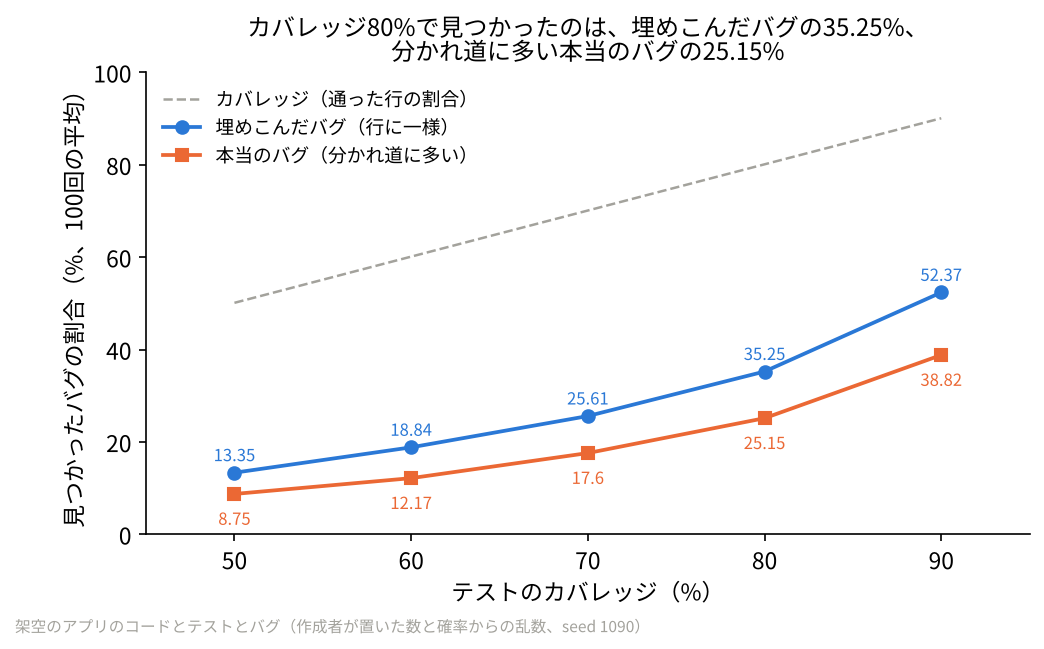 カバレッジ80%で見つかったのは、埋めこんだバグの35.25%、
分かれ道に多い本当のバグの25.15%
見つかったバグの割合（%、100回の平均）
100
80
60
40
20
0
カバレッジ（通った行の割合）
埋めこんだバグ（行に一様）
本当のバグ（分かれ道に多い）
13.35
18.84
25.61
35.25
52.37
8.75
12.17
17.6
25.15
38.82
50
60
70
80
90
テストのカバレッジ（%）
架空のアプリのコードとテストとバグ（作成者が置いた数と確率からの乱数、seed 1090）